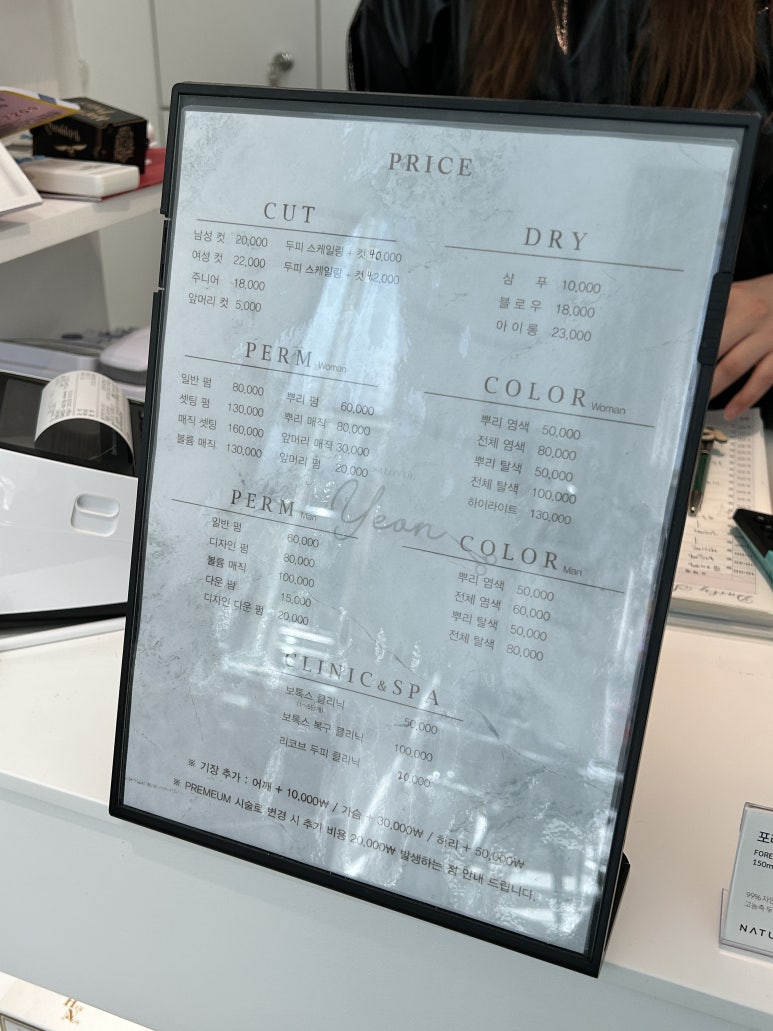 PRICE
CUT
남성 컷 20,000 두피 스케일링 + 컷 40,000
여성 컷 22,000 두피 스케일링 + 컷 42,000
주니어 18,000
앞머리 컷 5,000
DRY
샴 푸 10,000
블로우 18,000
아이롱 23,000
PERM Woman
일반 펌 80,000 뿌리 펌 60,000
셋팅 펌 130,000 뿌리 매직 80,000
매직 셋팅 160,000 앞머리 매직 30,000
볼륨 매직 130,000 앞머리 펌 20,000
COLOR Woman
뿌리 염색 50,000
전체 염색 80,000
뿌리 탈색 50,000
전체 탈색 100,000
하이라이트 130,000
Yeon
PERM Man
일반 펌 60,000
디자인 펌 80,000
볼륨 매직 100,000
다운 펌 15,000
디자인 다운 펌 20,000
COLOR Man
뿌리 염색 50,000
전체 염색 60,000
뿌리 탈색 50,000
전체 탈색 80,000
CLINIC & SPA
보톡스 클리닉 50,000
보톡스 복구 클리닉 100,000
리코브 두피 클리닉
※ 기장 추가 : 어깨 + 10,000₩ / 가슴 + 30,000₩ / 허리 + 50,000₩
※ PREMEUM 시술로 변경 시 추가 비용 20,000₩ 발생하는 점 안내 드립니다.
FORE
150m
99% 자연
NATU